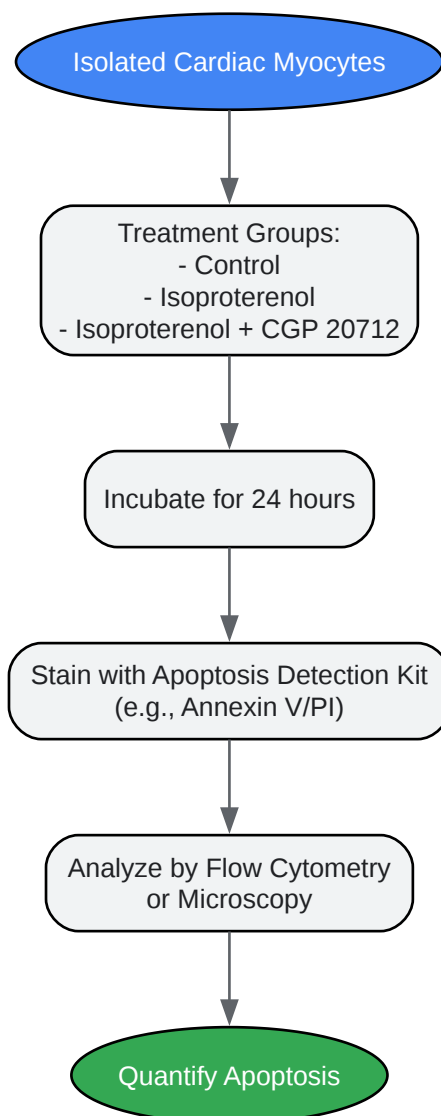 Isolated Cardiac Myocytes
Treatment Groups:
- Control
- Isoproterenol
- Isoproterenol + CGP 20712
Incubate for 24 hours
Stain with Apoptosis Detection Kit
(e.g., Annexin V/PI)
Analyze by Flow Cytometry
or Microscopy
Quantify Apoptosis